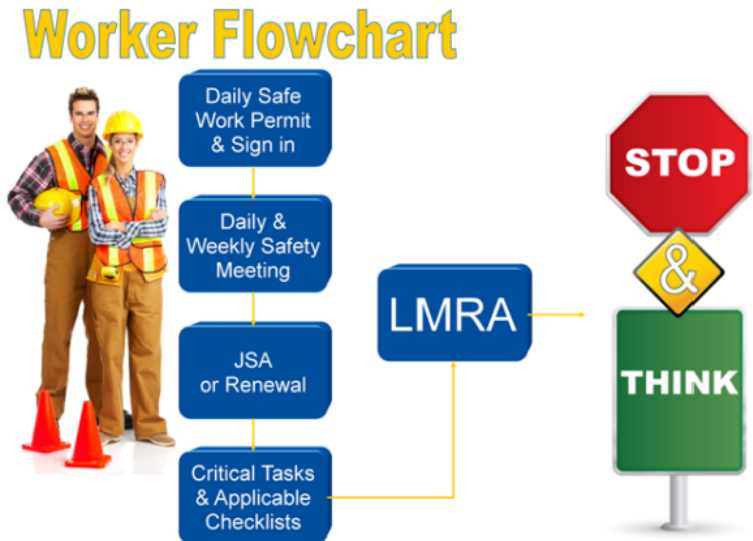 Worker Flowchart
Daily Safe
Work Permit
& Sign in
Daily &
Weekly Safety
Meeting
JSA
or Renewal
Critical Tasks
& Applicable
Checklists
LMRA
STOP
&
THINK